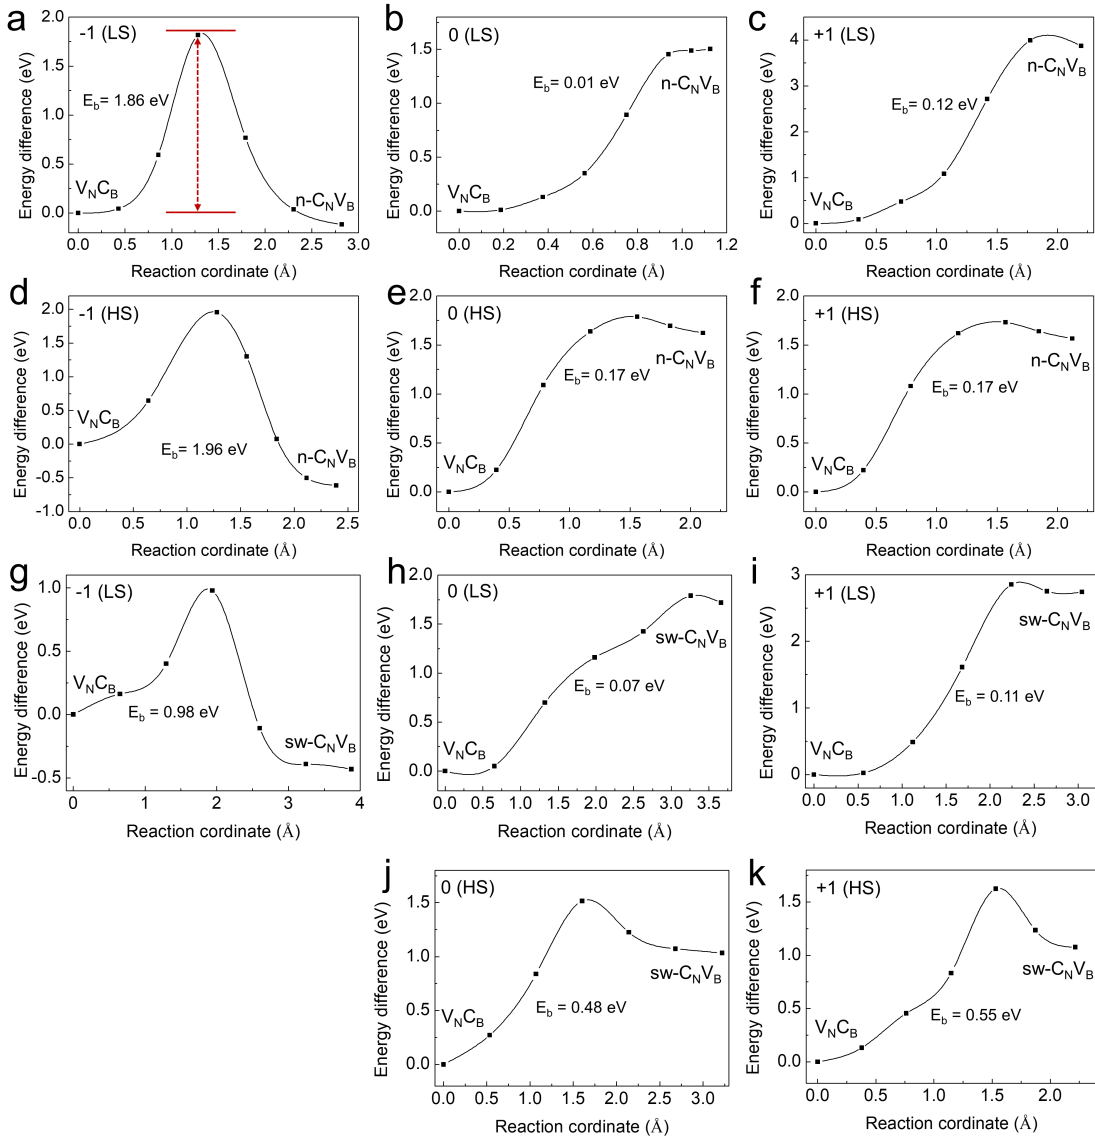 a
-1 (LS)
E_b= 1.86 eV
V_NC_B
n-C_NV_B
Energy difference (eV)
2.0
1.5
1.0
0.5
0.0
0.0 0.5 1.0 1.5 2.0 2.5 3.0
Reaction cordinate (Å)
b
0 (LS)
E_b= 0.01 eV
n-C_NV_B
V_NC_B
Energy difference (eV)
1.5
1.0
0.5
0.0
0.0 0.2 0.4 0.6 0.8 1.0 1.2
Reaction cordinate (Å)
c
+1 (LS)
n-C_NV_B
E_b= 0.12 eV
V_NC_B
Energy difference (eV)
4
3
2
1
0
0.0 0.5 1.0 1.5 2.0
Reaction cordinate (Å)
d
-1 (HS)
V_NC_B
E_b= 1.96 eV
n-C_NV_B
Energy difference (eV)
2.0
1.5
1.0
0.5
0.0
-0.5
-1.0
0.0 0.5 1.0 1.5 2.0 2.5
Reaction cordinate (Å)
e
0 (HS)
n-C_NV_B
E_b= 0.17 eV
V_NC_B
Energy difference (eV)
2.0
1.5
1.0
0.5
0.0
0.0 0.5 1.0 1.5 2.0
Reaction cordinate (Å)
f
+1 (HS)
n-C_NV_B
E_b= 0.17 eV
V_NC_B
Energy difference (eV)
2.0
1.5
1.0
0.5
0.0
0.0 0.5 1.0 1.5 2.0
Reaction cordinate (Å)
g
-1 (LS)
V_NC_B
E_b = 0.98 eV
sw-C_NV_B
Energy difference (eV)
1.0
0.5
0.0
-0.5
0 1 2 3 4
Reaction cordinate (Å)
h
0 (LS)
sw-C_NV_B
E_b = 0.07 eV
V_NC_B
Energy difference (eV)
2.0
1.5
1.0
0.5
0.0
0.0 0.5 1.0 1.5 2.0 2.5 3.0 3.5
Reaction cordinate (Å)
i
+1 (LS)
sw-C_NV_B
E_b = 0.11 eV
V_NC_B
Energy difference (eV)
3
2
1
0
0.0 0.5 1.0 1.5 2.0 2.5 3.0
Reaction cordinate (Å)
j
0 (HS)
sw-C_NV_B
E_b = 0.48 eV
V_NC_B
Energy difference (eV)
1.5
1.0
0.5
0.0
0.0 0.5 1.0 1.5 2.0 2.5 3.0
Reaction cordinate (Å)
k
+1 (HS)
sw-C_NV_B
E_b = 0.55 eV
V_NC_B
Energy difference (eV)
1.5
1.0
0.5
0.0
0.0 0.5 1.0 1.5 2.0
Reaction cordinate (Å)